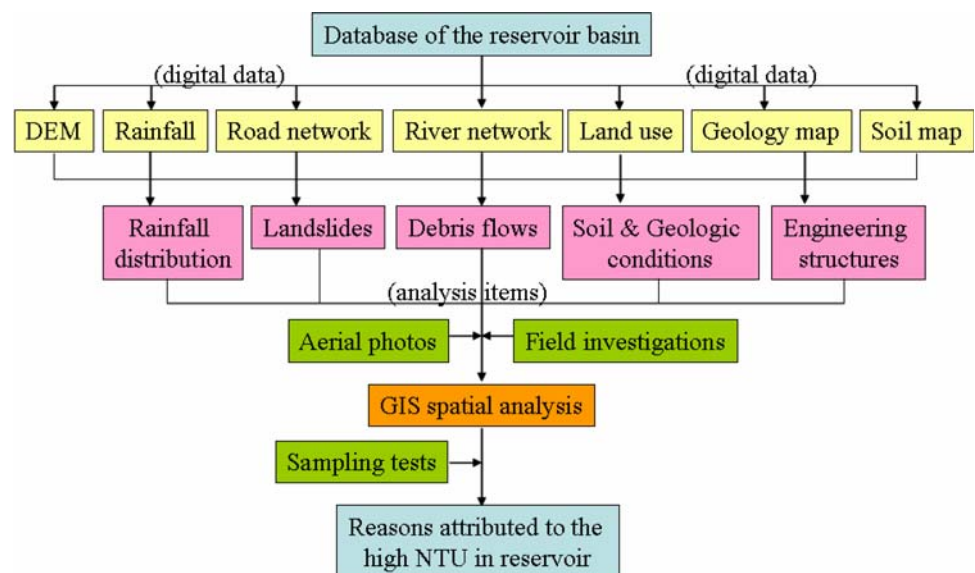 Database of the reservoir basin
(digital data)
(digital data)
DEM
Rainfall
Road network
River network
Land use
Geology map
Soil map
Rainfall
distribution
Landslides
Debris flows
Soil & Geologic
conditions
Engineering
structures
(analysis items)
Aerial photos
Field investigations
GIS spatial analysis
Sampling tests
Reasons attributed to the
high NTU in reservoir